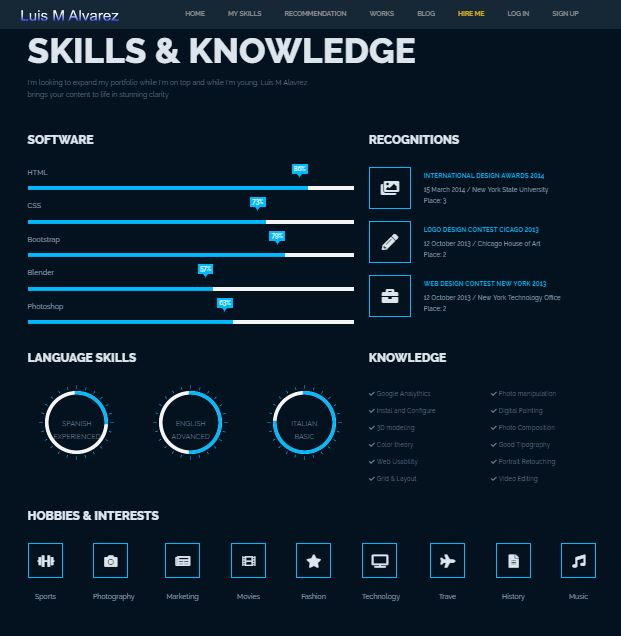 Luis M Alvarez
HOME MY SKILLS RECOMMENDATION WORKS BLOG HIRE ME LOG IN SIGN UP
SKILLS & KNOWLEDGE
I'm looking to expand my portfolio while I'm on top and while I'm young. Luis M Alavrez
brings your content to life in stunning clarity
SOFTWARE
HTML
86%
CSS
73%
Bootstrap
79%
Blender
57%
Photoshop
63%
RECOGNITIONS
INTERNATIONAL DESIGN AWARDS 2014
15 March 2014 / New York State University
Place: 3
LOGO DESIGN CONTEST CICAGO 2013
12 October 2013 / Chicago House of Art
Place: 2
WEB DESIGN CONTEST NEW YORK 2013
12 October 2013 / New York Technology Office
Place: 2
LANGUAGE SKILLS
SPANISH
EXPERIENCED
ENGLISH
ADVANCED
ITALIAN
BASIC
KNOWLEDGE
Google Analythics
Instal and Configure
3D modeling
Color theory
Web Usability
Grid & Layout
Photo manipulation
Digital Painting
Photo Composition
Good Tipography
Portrait Retouching
Video Editing
HOBBIES & INTERESTS
Sports Photography Marketing Movies Fashion Technology Trave History Music